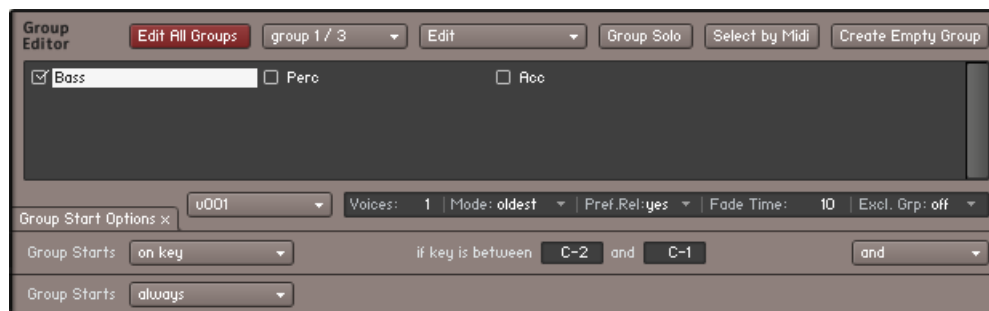 Group Editor
Edit All Groups
group 1 / 3
Edit
Group Solo
Select by Midi
Create Empty Group
Bass
Perc
Acc
v001
Voices: 1 | Mode: oldest | Pref.Rel:yes | Fade Time: 10 | Excl. Grp: off
Group Start Options ×
Group Starts on key if key is between C-2 and C-1 and
Group Starts always